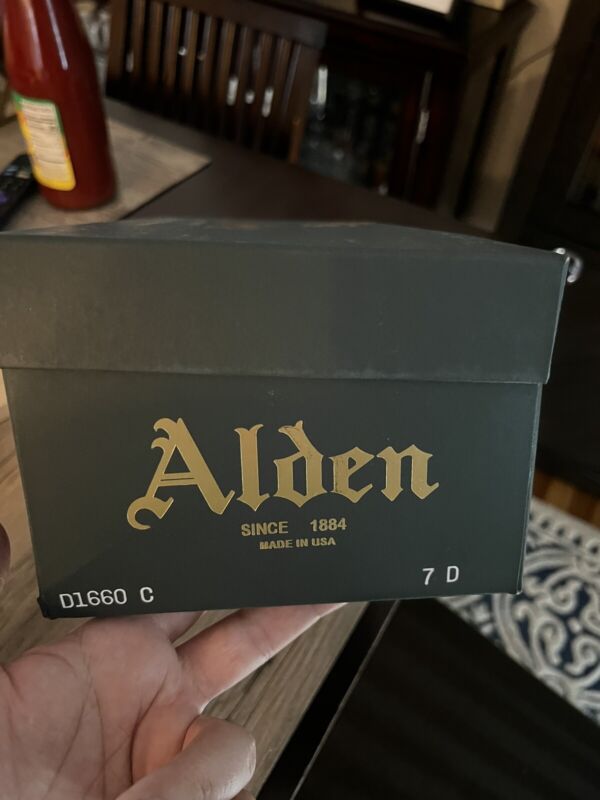 Alden
SINCE 1884
MADE IN USA
7 D
D1660 C